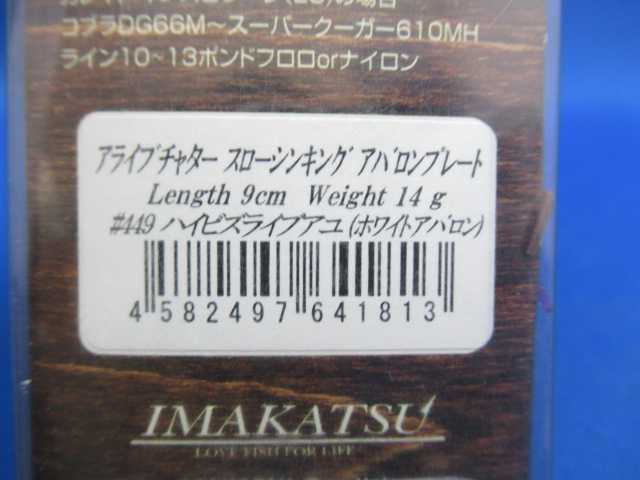 コブラDG66M～スーパークーガー610MH
ライン10~13ポンドフロロorナイロン
アライブチャター スローシンキング アバロンプレート
Length 9cm Weight 14 g
#449 ハイビズライブアユ (ホワイトアバロン)
4 582497 641813
IMAKATSU
LOVE FISH FOR LIFE